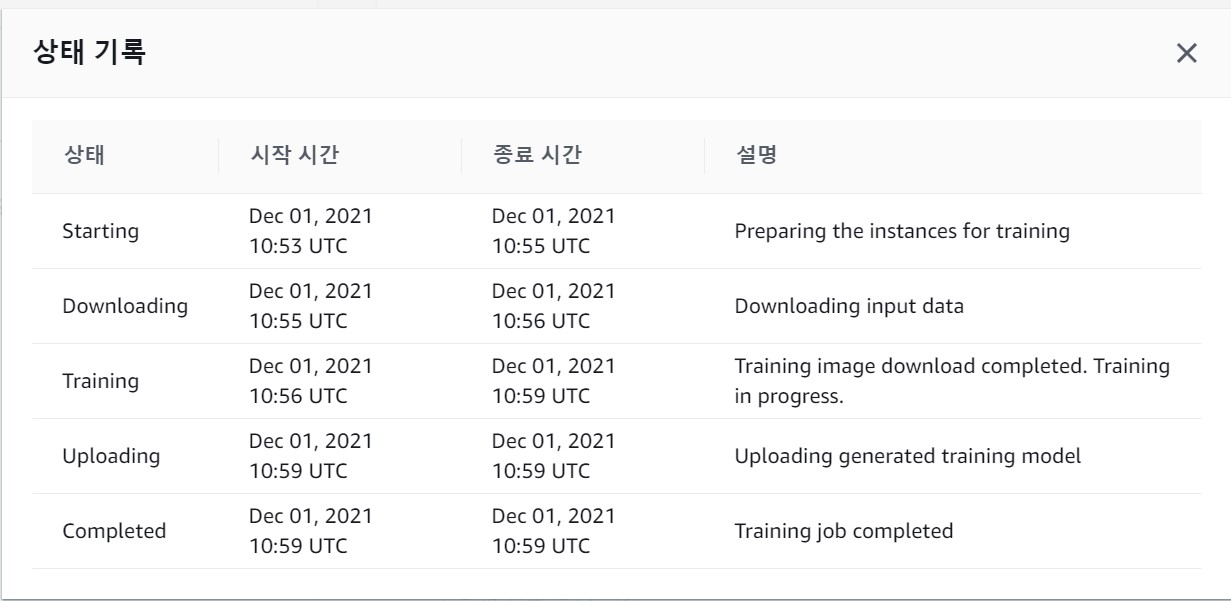 상태 기록
상태 시작 시간 종료 시간 설명
Starting Dec 01, 2021 10:53 UTC Dec 01, 2021 10:55 UTC Preparing the instances for training
Downloading Dec 01, 2021 10:55 UTC Dec 01, 2021 10:56 UTC Downloading input data
Training Dec 01, 2021 10:56 UTC Dec 01, 2021 10:59 UTC Training image download completed. Training in progress.
Uploading Dec 01, 2021 10:59 UTC Dec 01, 2021 10:59 UTC Uploading generated training model
Completed Dec 01, 2021 10:59 UTC Dec 01, 2021 10:59 UTC Training job completed